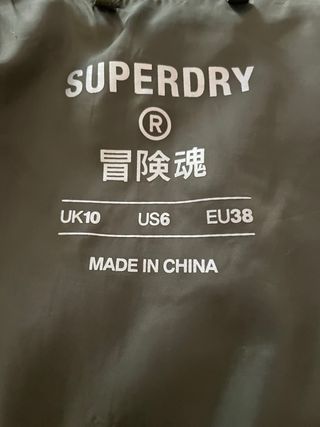 SUPERDRY
®
冒険魂
UK10 US6 EU38
MADE IN CHINA